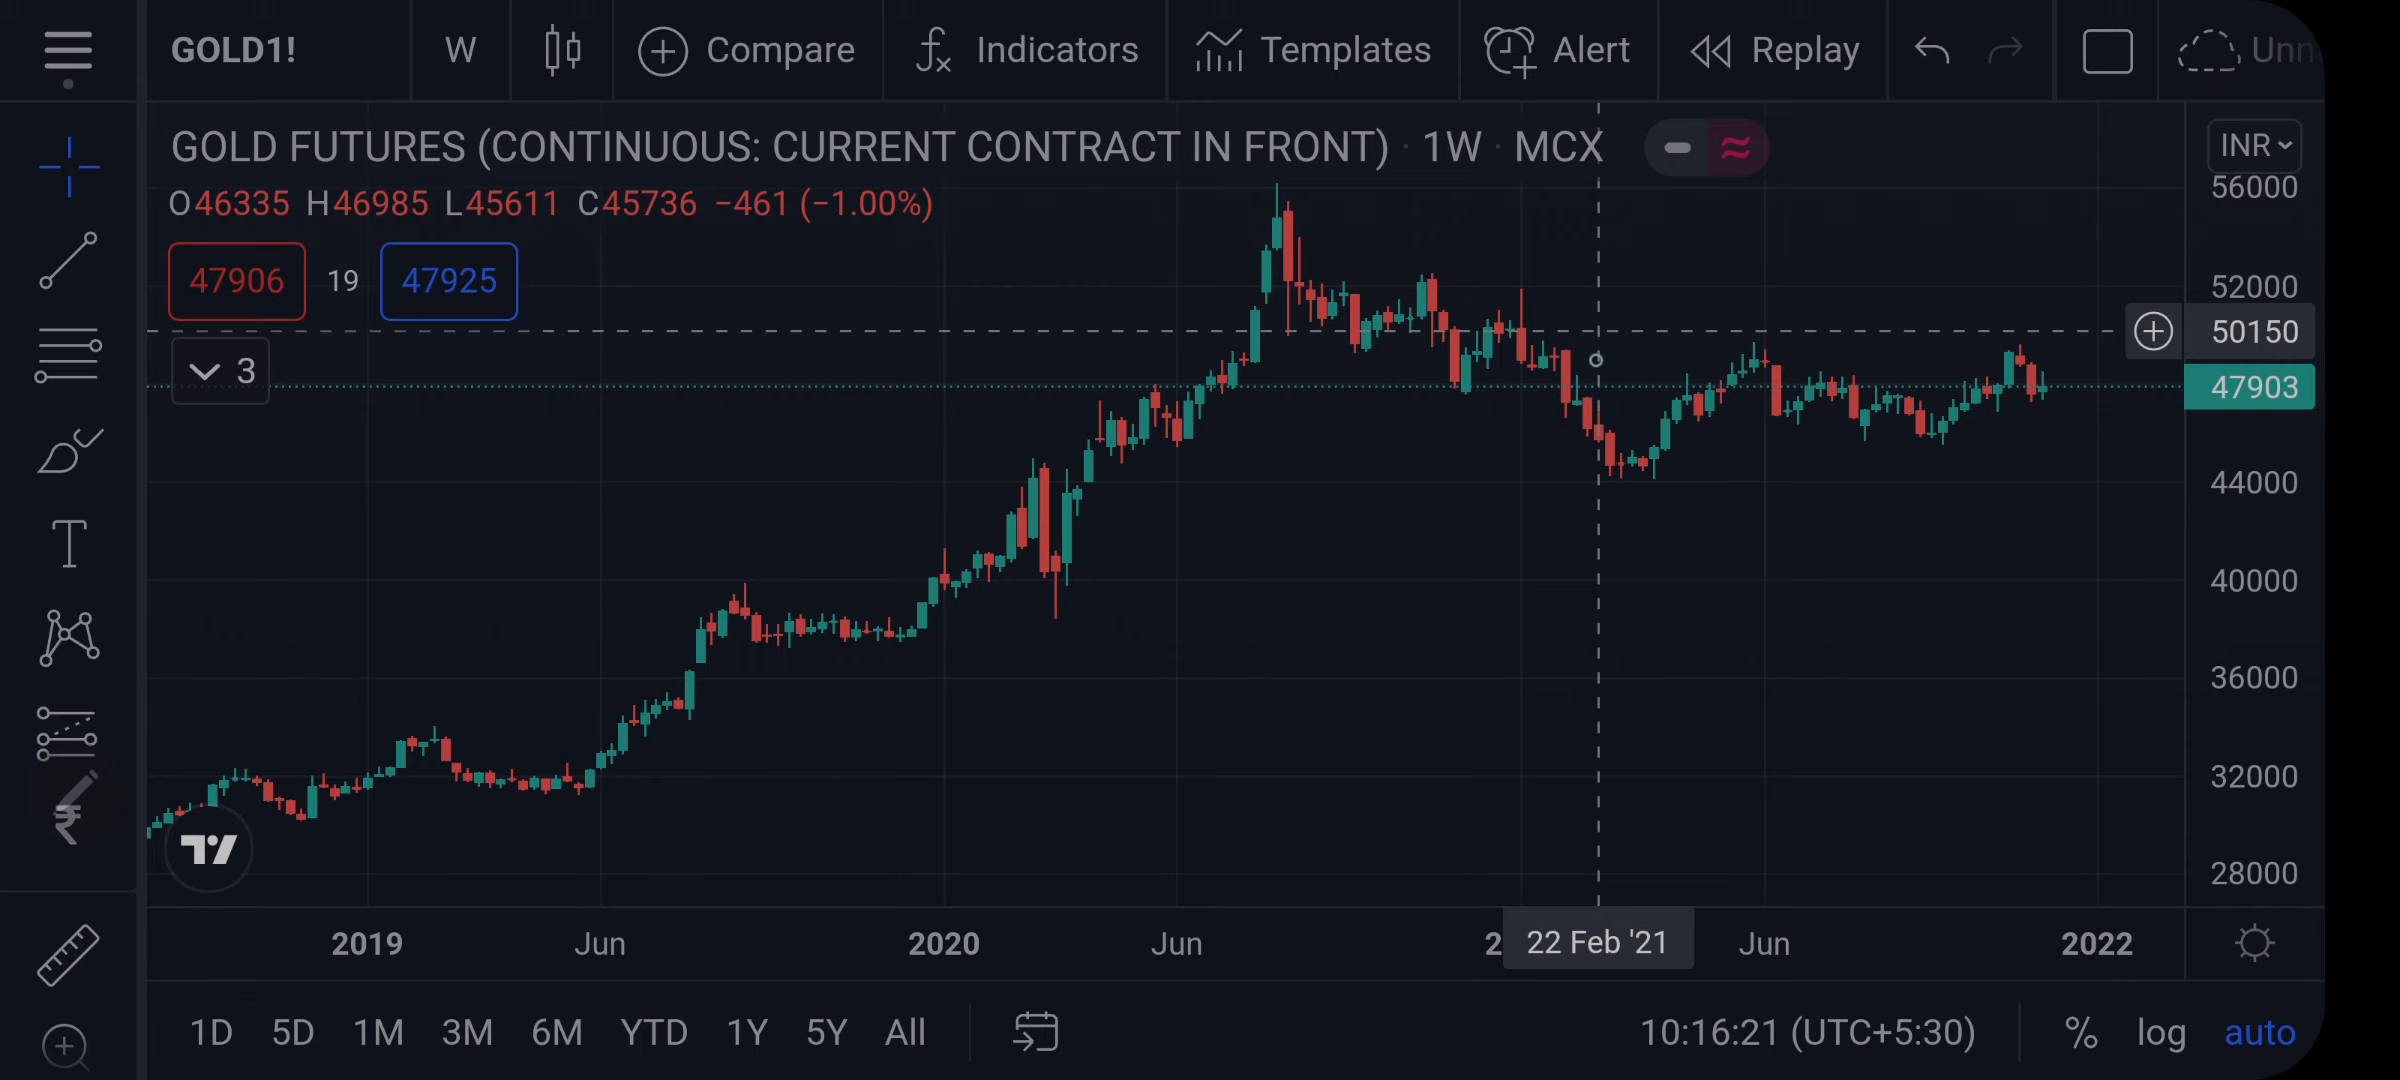 GOLD1! W Compare Indicators Templates Alert Replay
GOLD FUTURES (CONTINUOUS: CURRENT CONTRACT IN FRONT) · 1W · MCX
INR
O46335 H46985 L45611 C45736 −461 (−1.00%)
47906 19 47925
3
56000
52000
50150
47903
44000
40000
36000
32000
28000
2019 Jun 2020 Jun 2 22 Feb '21 Jun 2022
1D 5D 1M 3M 6M YTD 1Y 5Y All 10:16:21 (UTC+5:30) % log auto